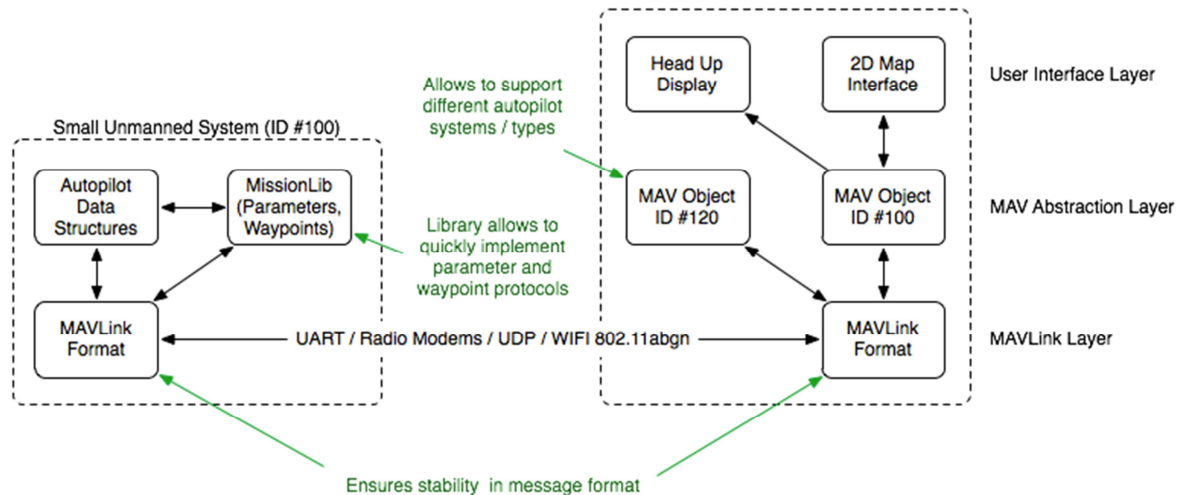 Small Unmanned System (ID #100)
Autopilot
Data
Structures
MissionLib
(Parameters,
Waypoints)
MAVLink
Format
Library allows to
quickly implement
parameter and
waypoint protocols
Allows to support
different autopilot
systems / types
UART / Radio Modems / UDP / WIFI 802.11abgn
Head Up
Display
2D Map
Interface
User Interface Layer
MAV Object
ID #120
MAV Object
ID #100
MAV Abstraction Layer
MAVLink
Format
MAVLink Layer
Ensures stability in message format